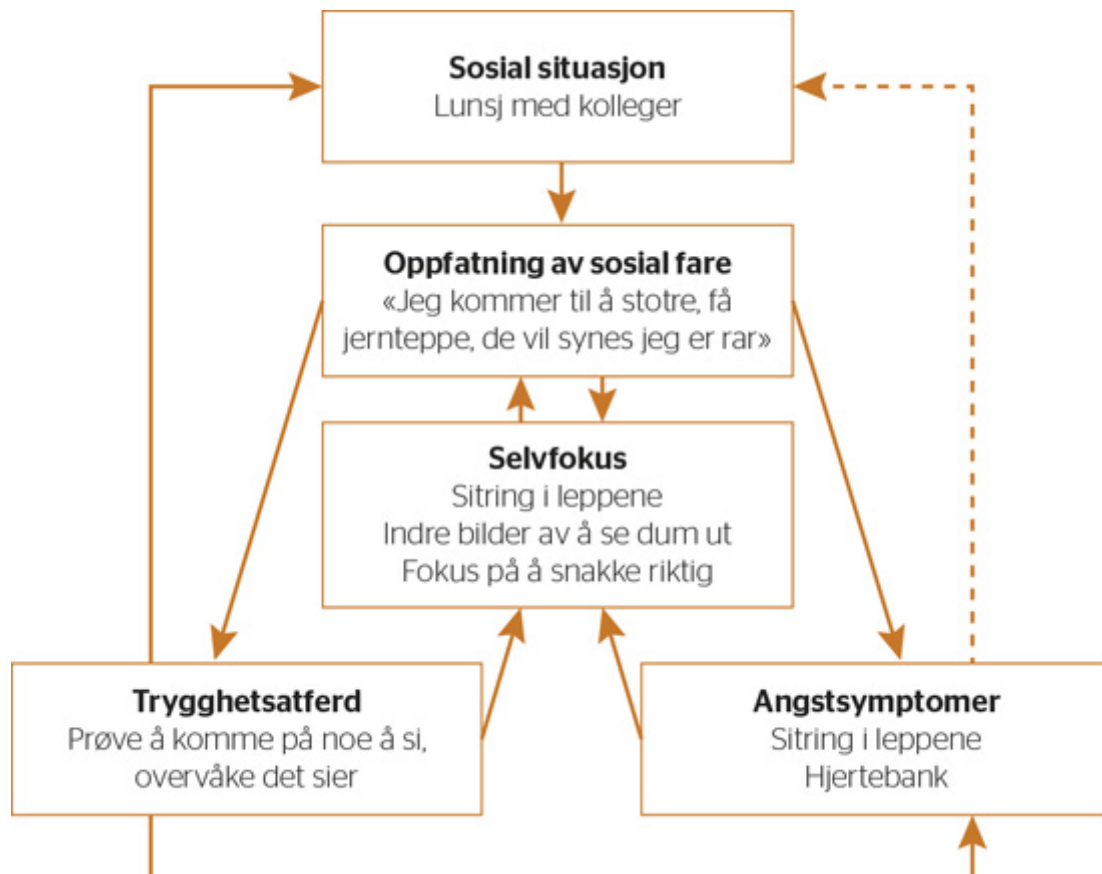 Sosial situasjon
Lunsj med kolleger
Oppfatning av sosial fare
«Jeg kommer til å stotre, få
jernteppe, de vil synes jeg er rar»
Selvfokus
Sitring i leppene
Indre bilder av å se dum ut
Fokus på å snakke riktig
Trygghetsatferd
Prøve å komme på noe å si,
overvåke det sier
Angstsymptomer
Sitring i leppene
Hjertebank